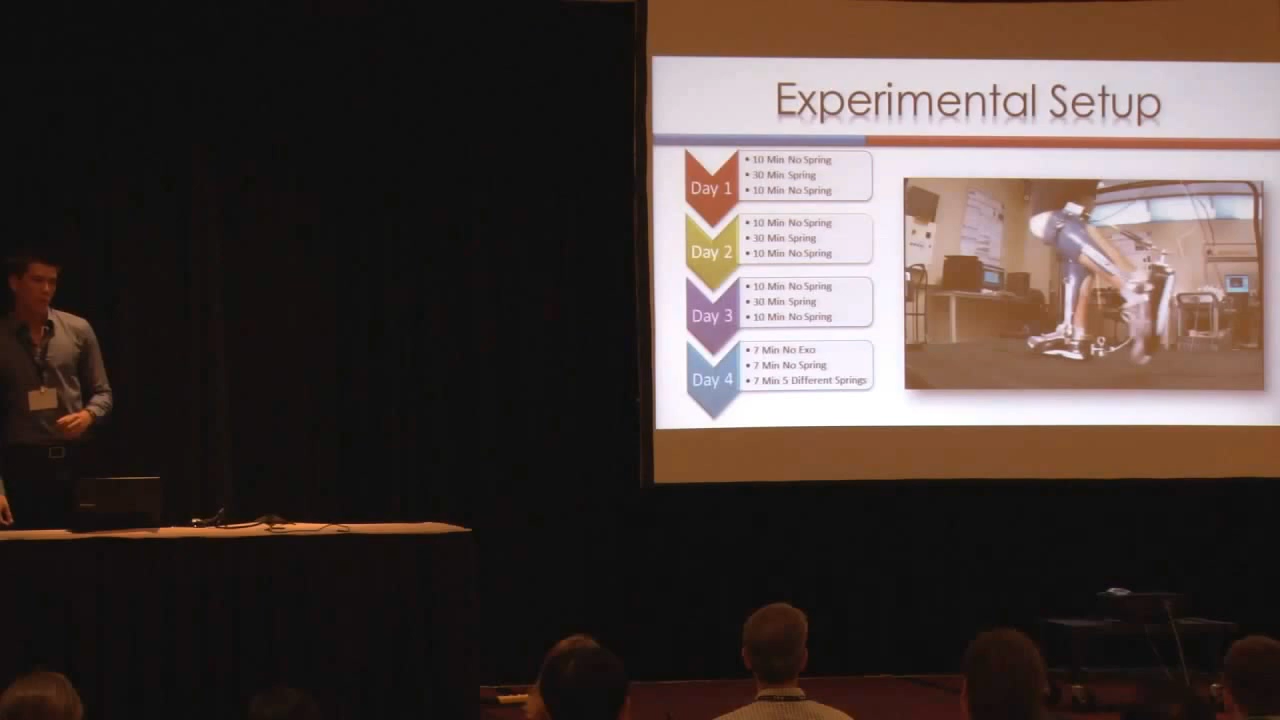 Experimental Setup
Day 1
• 10 Min No Spring
• 30 Min Spring
• 10 Min No Spring
Day 2
• 10 Min No Spring
• 30 Min Spring
• 10 Min No Spring
Day 3
• 10 Min No Spring
• 30 Min Spring
• 10 Min No Spring
Day 4
• 7 Min No Exo
• 7 Min No Spring
• 7 Min 5 Different Springs